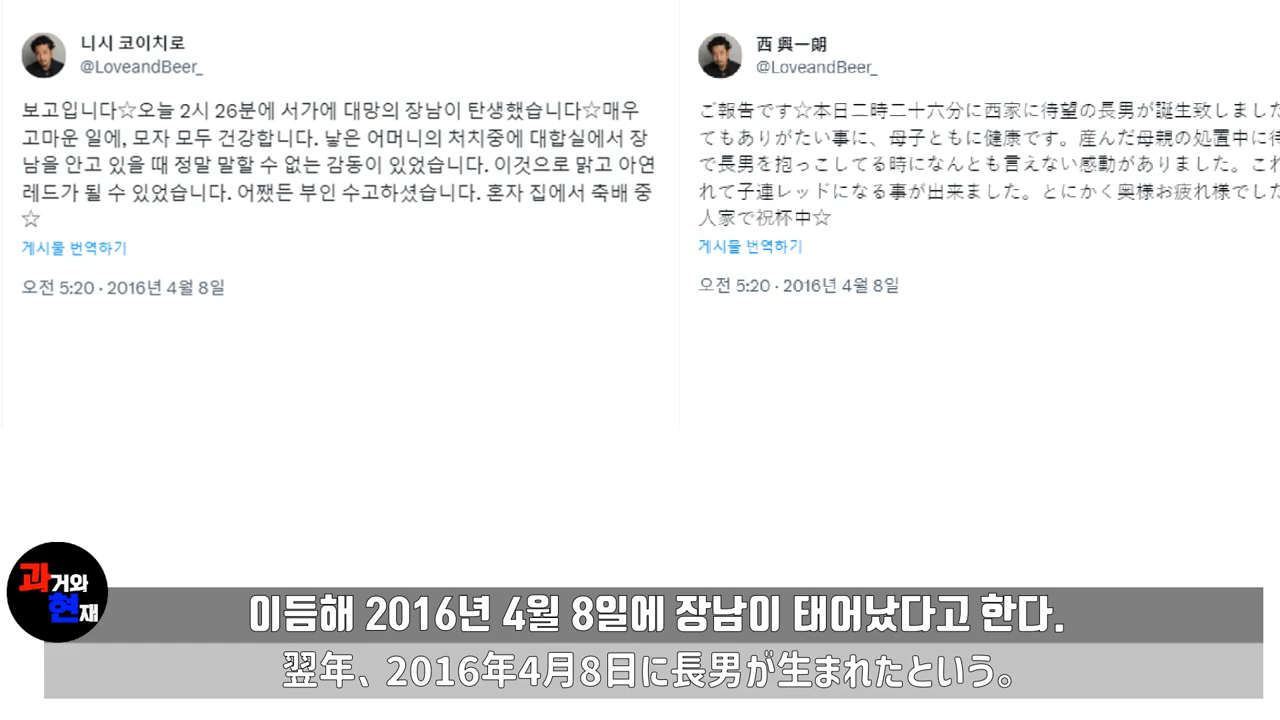 니시 코이치로
@LoveandBeer_
보고입니다☆오늘 2시 26분에 서가에 대망의 장남이 탄생했습니다☆매우
고마운 일에, 모자 모두 건강합니다. 낳은 어머니의 처치중에 대합실에서 장
남을 안고 있을 때 정말 말할 수 없는 감동이 있었습니다. 이것으로 맑고 아연
레드가 될 수 있었습니다. 어쨌든 부인 수고하셨습니다. 혼자 집에서 축배 중
☆
게시물 번역하기
오전 5:20 · 2016년 4월 8일
西 興一朗
@LoveandBeer_
ご報告です☆本日二時二十六分に西家に待望の長男が誕生致しました
てもありがたい事に、母子ともに健康です。産んだ母親の処置中に待
で長男を抱っこしてる時になんとも言えない感動がありました。これ
れて子連レッドになる事が出来ました。とにかく奥様お疲れ様でした
人家で祝杯中☆
게시물 번역하기
오전 5:20 · 2016년 4월 8일
과거와
현재
이듬해 2016년 4월 8일에 장남이 태어났다고 한다.
翌年、2016年4月8日に長男が生まれたという。